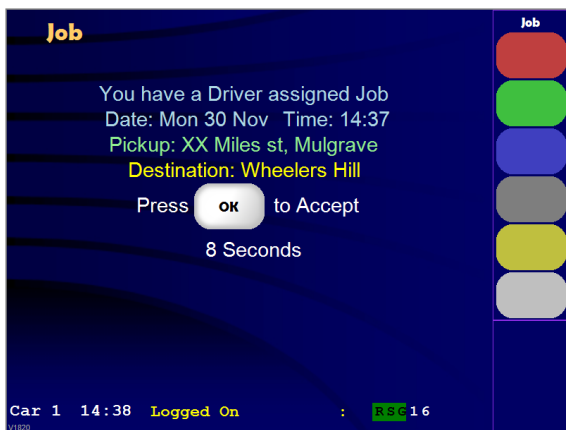 Job
Job
You have a Driver assigned Job
Date: Mon 30 Nov Time: 14:37
Pickup: XX Miles st, Mulgrave
Destination: Wheelers Hill
Press OK to Accept
8 Seconds
Car 1 14:38 Logged On : RSG16
V1820